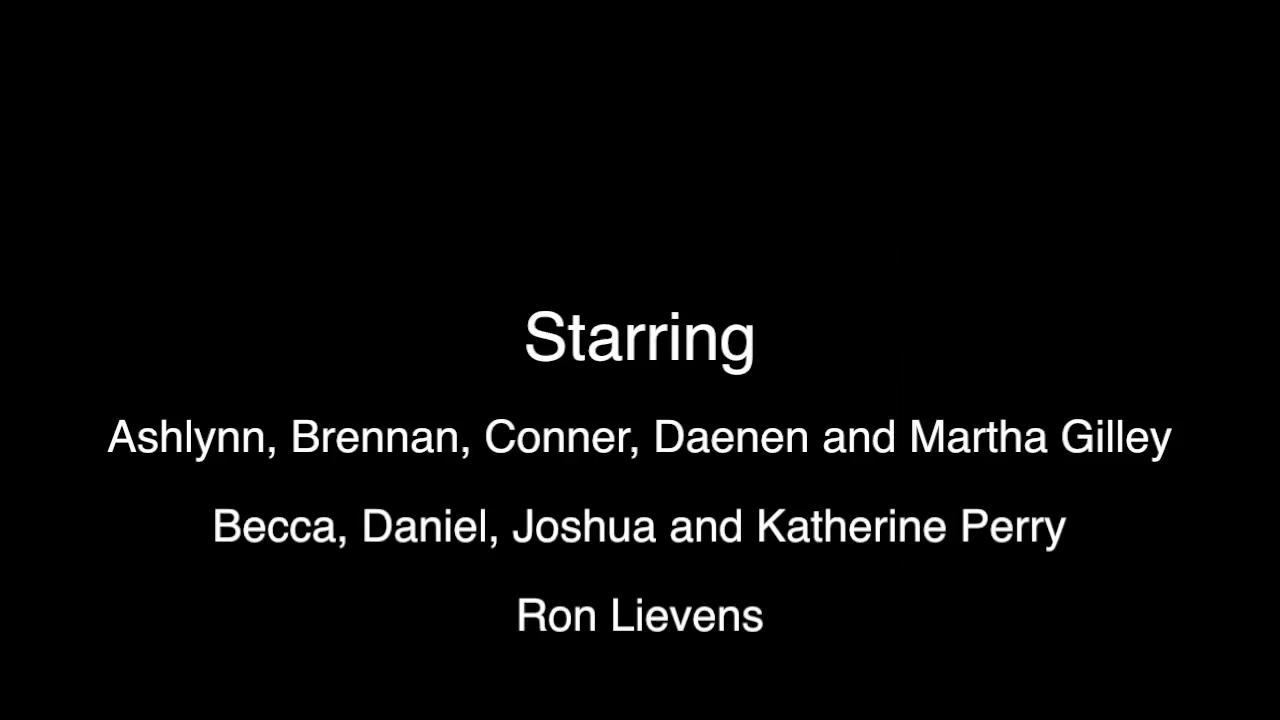 Starring
Ashlynn, Brennan, Conner, Daenen and Martha Gilley
Becca, Daniel, Joshua and Katherine Perry
Ron Lievens